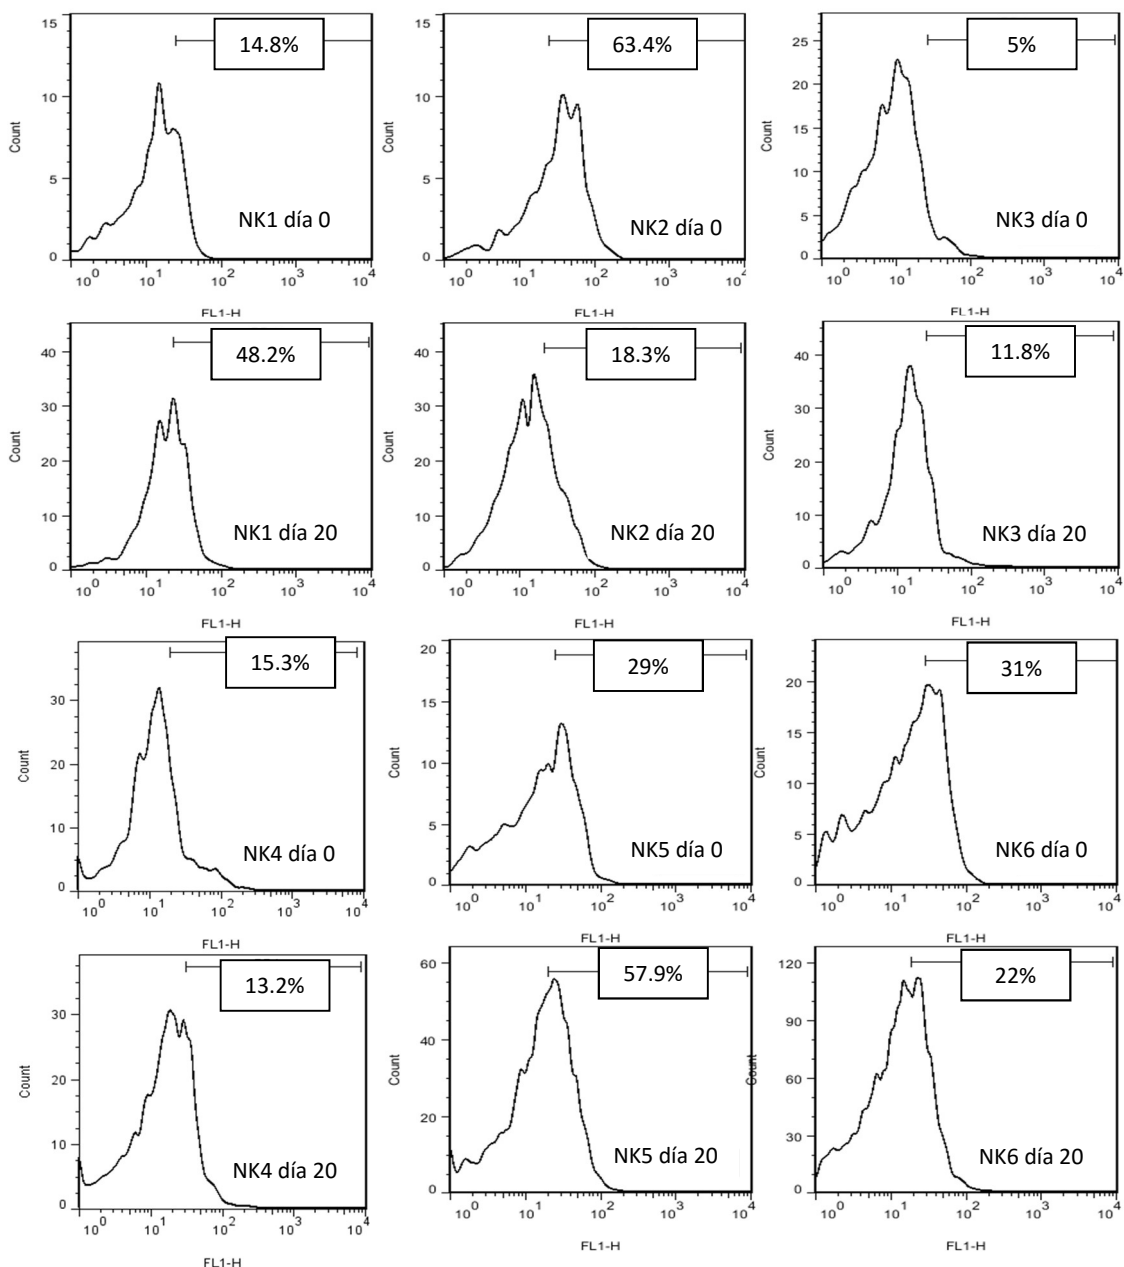 15
10
5
0
Count
14.8%
NK1 día 0
10^0 10^1 10^2 10^3 10^4
FL1-H
15
10
5
0
Count
63.4%
NK2 día 0
10^0 10^1 10^2 10^3 10^4
FL1-H
25
20
15
10
5
0
Count
5%
NK3 día 0
10^0 10^1 10^2 10^3 10^4
FL1-H
40
30
20
10
0
Count
48.2%
NK1 día 20
10^0 10^1 10^2 10^3 10^4
FL1-H
40
30
20
10
0
Count
18.3%
NK2 día 20
10^0 10^1 10^2 10^3 10^4
FL1-H
40
30
20
10
0
Count
11.8%
NK3 día 20
10^0 10^1 10^2 10^3 10^4
FL1-H
30
20
10
0
Count
15.3%
NK4 día 0
10^0 10^1 10^2 10^3 10^4
FL1-H
20
15
10
5
0
Count
29%
NK5 día 0
10^0 10^1 10^2 10^3 10^4
FL1-H
20
15
10
5
0
Count
31%
NK6 día 0
10^0 10^1 10^2 10^3 10^4
FL1-H
30
20
10
0
Count
13.2%
NK4 día 20
10^0 10^1 10^2 10^3 10^4
FL1-H
60
40
20
0
Count
57.9%
NK5 día 20
10^0 10^1 10^2 10^3 10^4
FL1-H
120
90
60
30
0
Count
22%
NK6 día 20
10^0 10^1 10^2 10^3 10^4
FL1-H